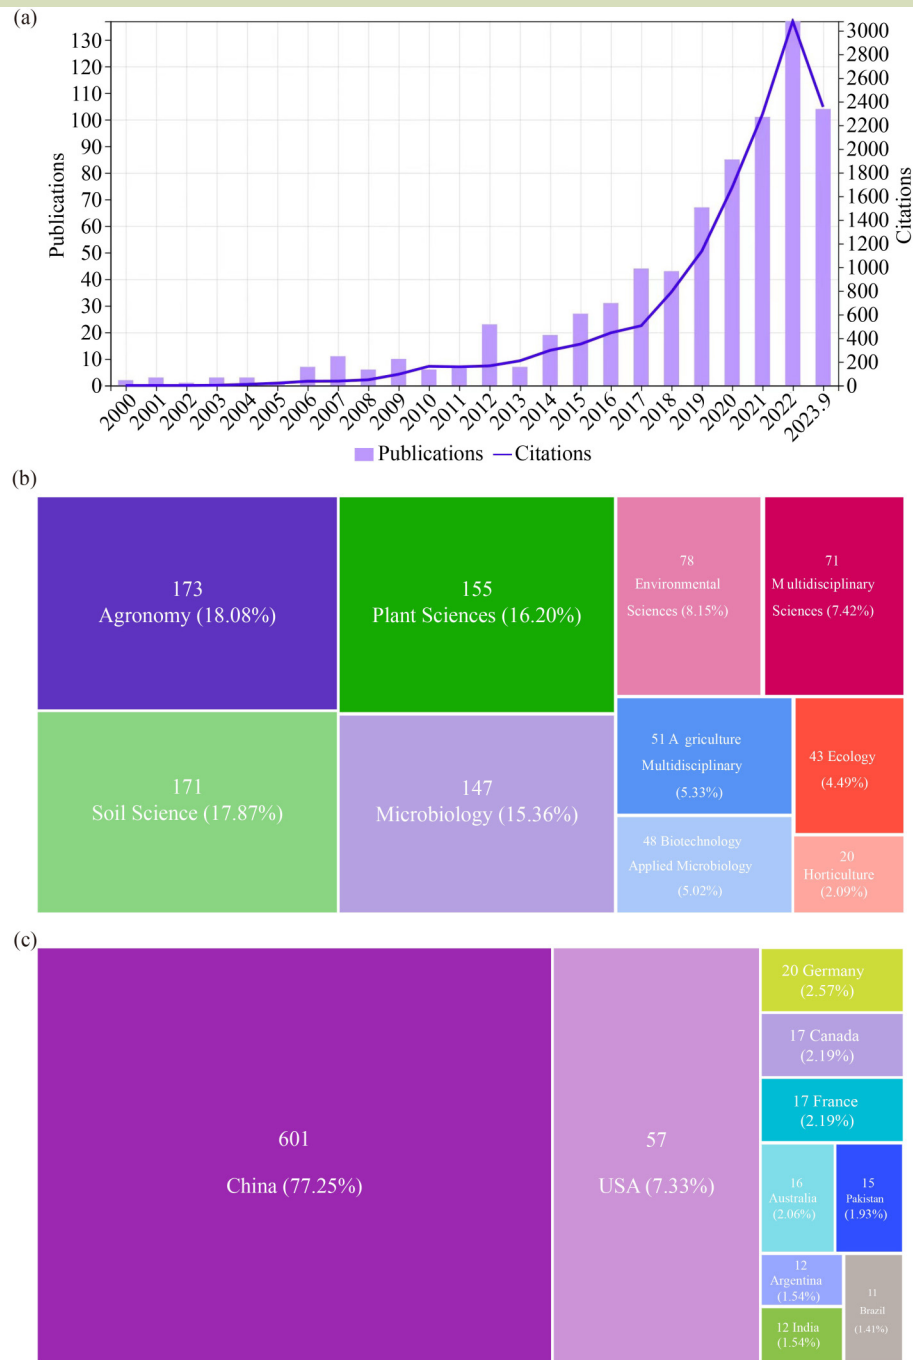 (a)
Publications
130
120
110
100
90
80
70
60
50
40
30
20
10
0
3000
2800
2600
2400
2200
2000
1800
1600
1400
1200
1000
800
600
400
200
0
Citations
2000
2001
2002
2003
2004
2005
2006
2007
2008
2009
2010
2011
2012
2013
2014
2015
2016
2017
2018
2019
2020
2021
2022
2023.9
Publications
Citations
(b)
173
Agronomy (18.08%)
155
Plant Sciences (16.20%)
78
Environmental
Sciences (8.15%)
71
Multidisciplinary
Sciences (7.42%)
171
Soil Science (17.87%)
147
Microbiology (15.36%)
51 A griculture
Multidisciplinary
(5.33%)
43 Ecology
(4.49%)
48 Biotechnology
Applied Microbiology
(5.02%)
20
Horticulture
(2.09%)
(c)
601
China (77.25%)
57
USA (7.33%)
20 Germany
(2.57%)
17 Canada
(2.19%)
17 France
(2.19%)
16
Australia
(2.06%)
15
Pakistan
(1.93%)
12
Argentina
(1.54%)
12 India
(1.54%)
11
Brazil
(1.41%)